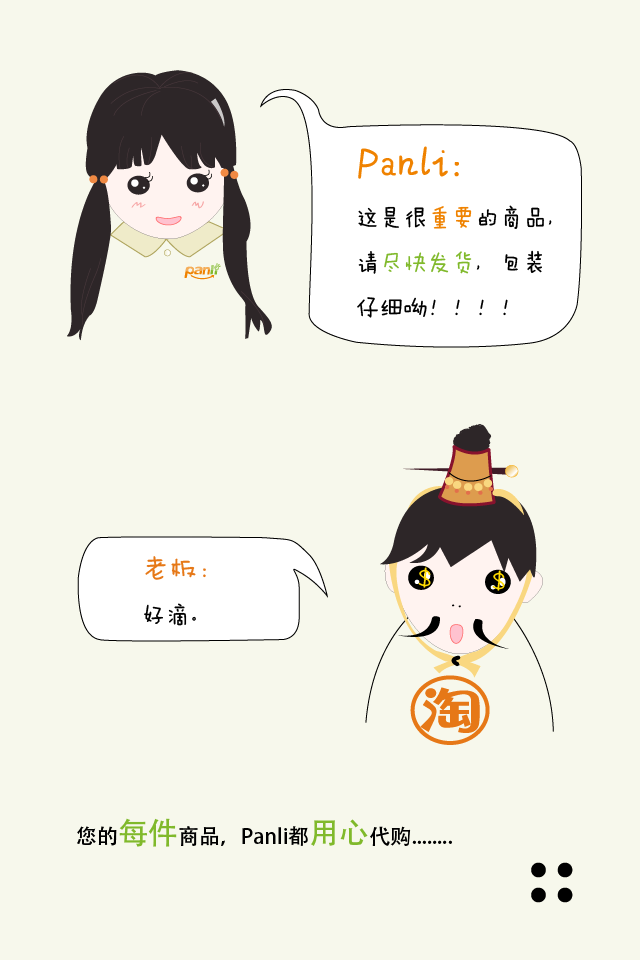 Panli:
这是很重要的商品,
请尽快发货, 包装
仔细呦!!!!
panli
老板:
好滴。
淘
您的每件商品, Panli都用心代购........